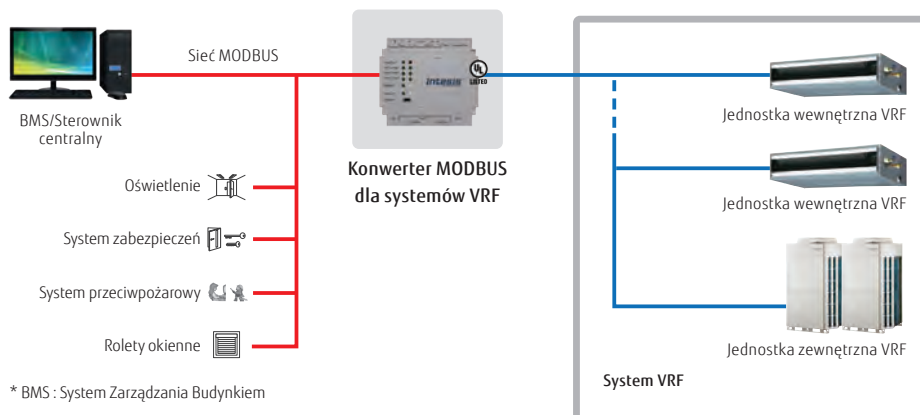 Sieć MODBUS
BMS/Sterownik
centralny
Oświetlenie
System zabezpieczeń
System przeciwpożarowy
Rolety okienne
* BMS : System Zarządzania Budynkiem
intesis
UL
LISTED
Konwerter MODBUS
dla systemów VRF
Jednostka wewnętrzna VRF
Jednostka wewnętrzna VRF
Jednostka zewnętrzna VRF
System VRF